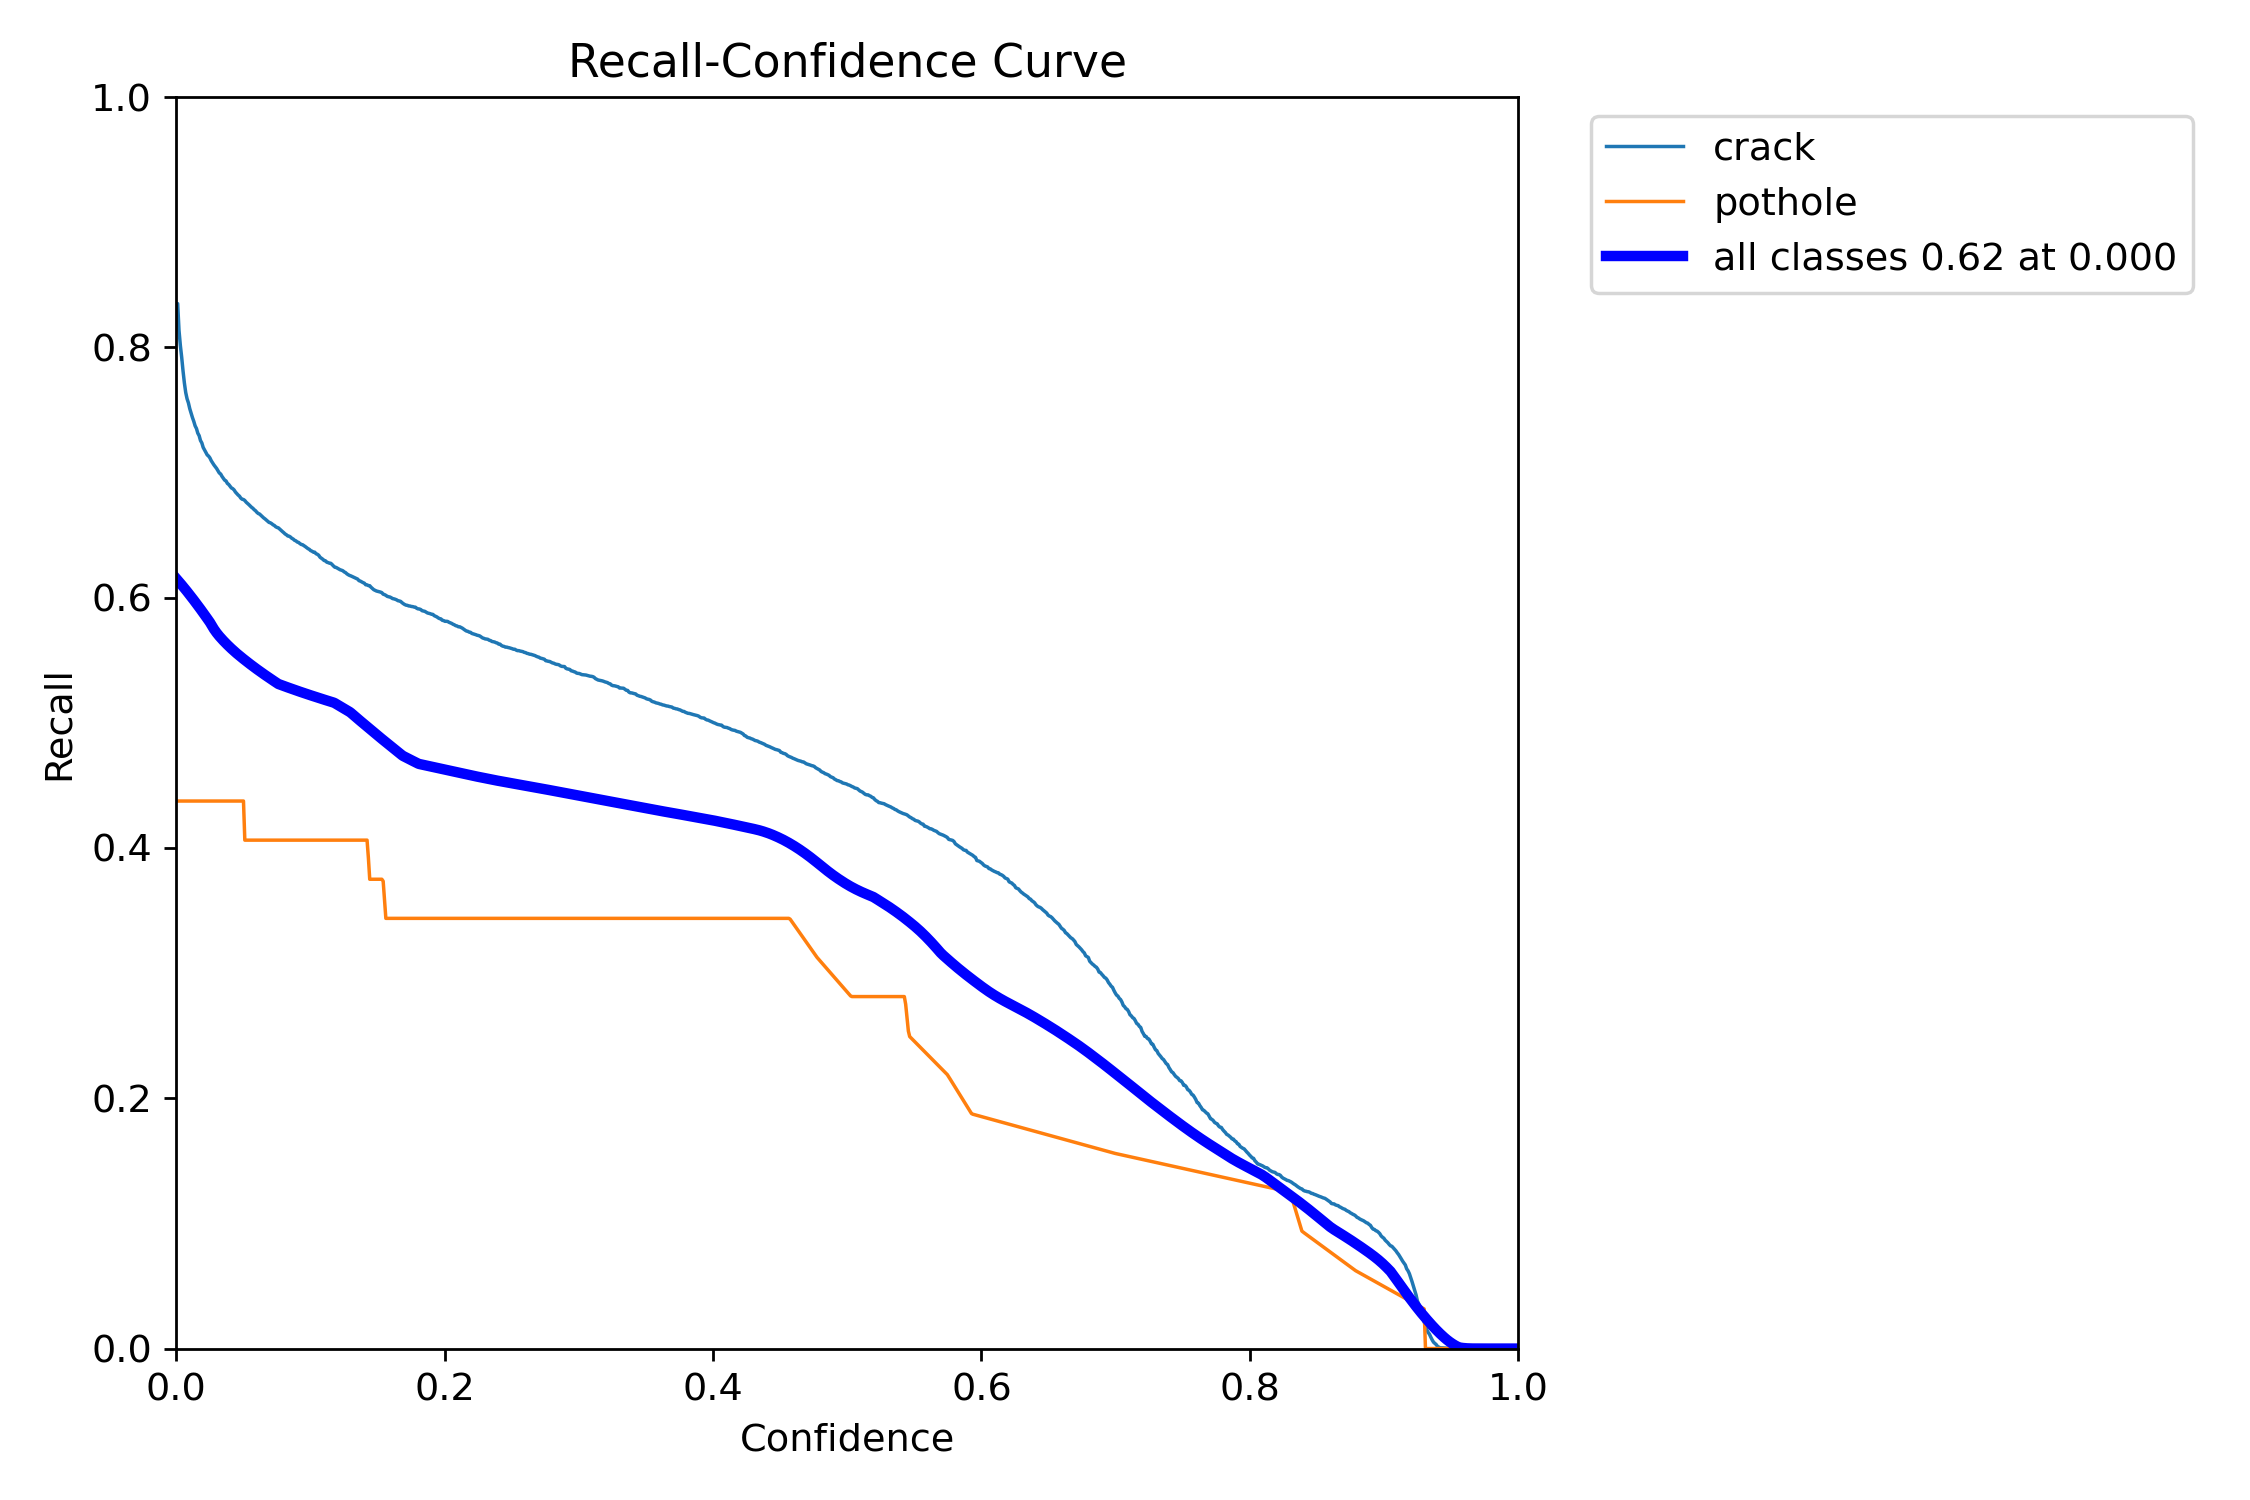 Recall-Confidence Curve
1.0
0.8
0.6
0.4
0.2
0.0
Recall
0.0 0.2 0.4 0.6 0.8 1.0
Confidence
crack
pothole
all classes 0.62 at 0.000